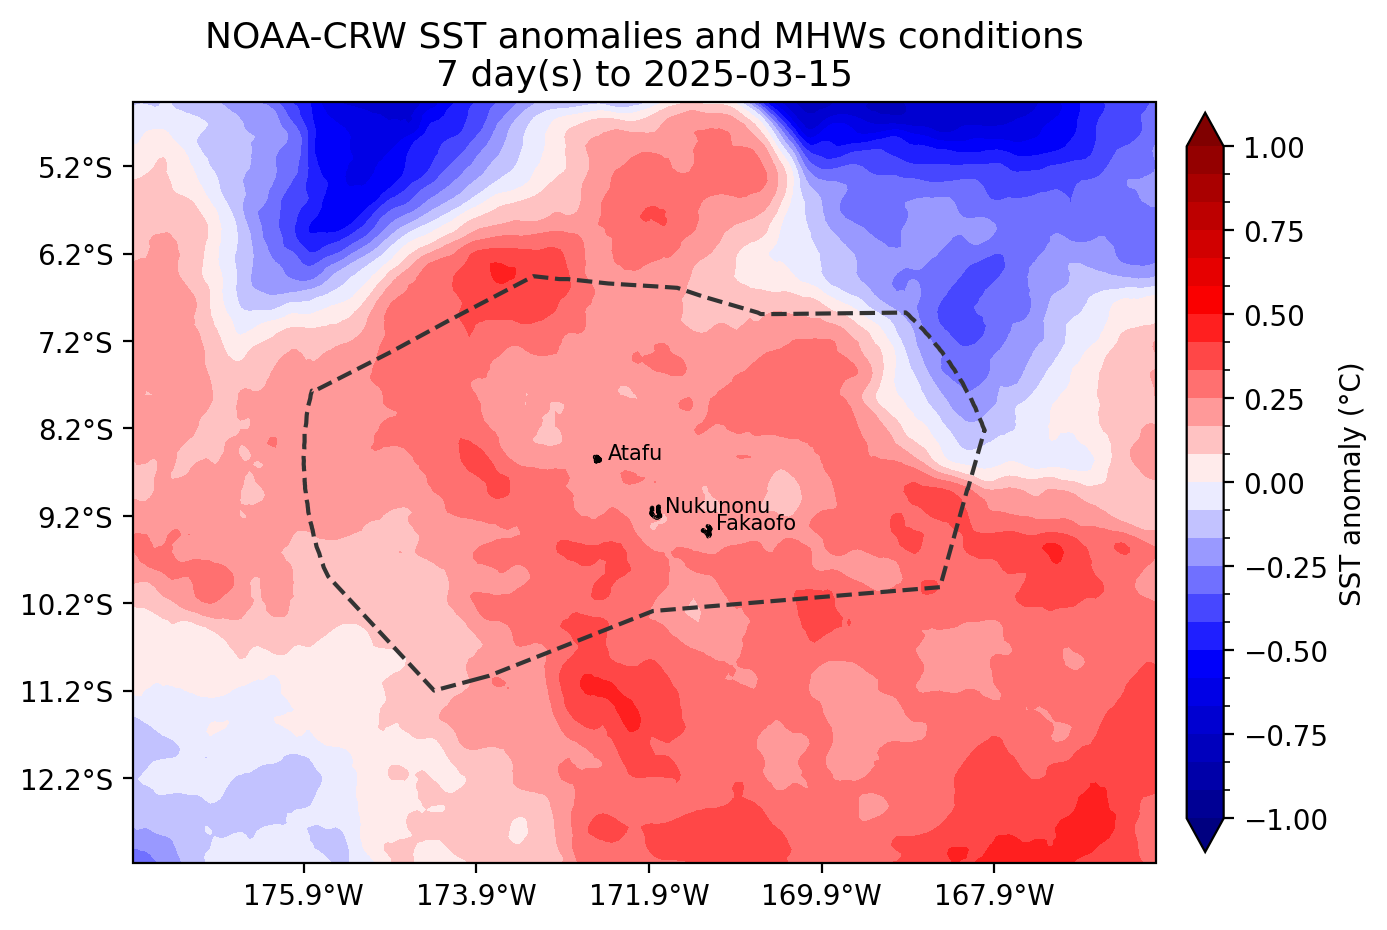 NOAA-CRW SST anomalies and MHWs conditions
7 day(s) to 2025-03-15
5.2°S
6.2°S
7.2°S
8.2°S
9.2°S
10.2°S
11.2°S
12.2°S
Atafu
Nukunonu
Fakaofo
175.9°W
173.9°W
171.9°W
169.9°W
167.9°W
1.00
0.75
0.50
0.25
0.00
−0.25
−0.50
−0.75
−1.00
SST anomaly (°C)